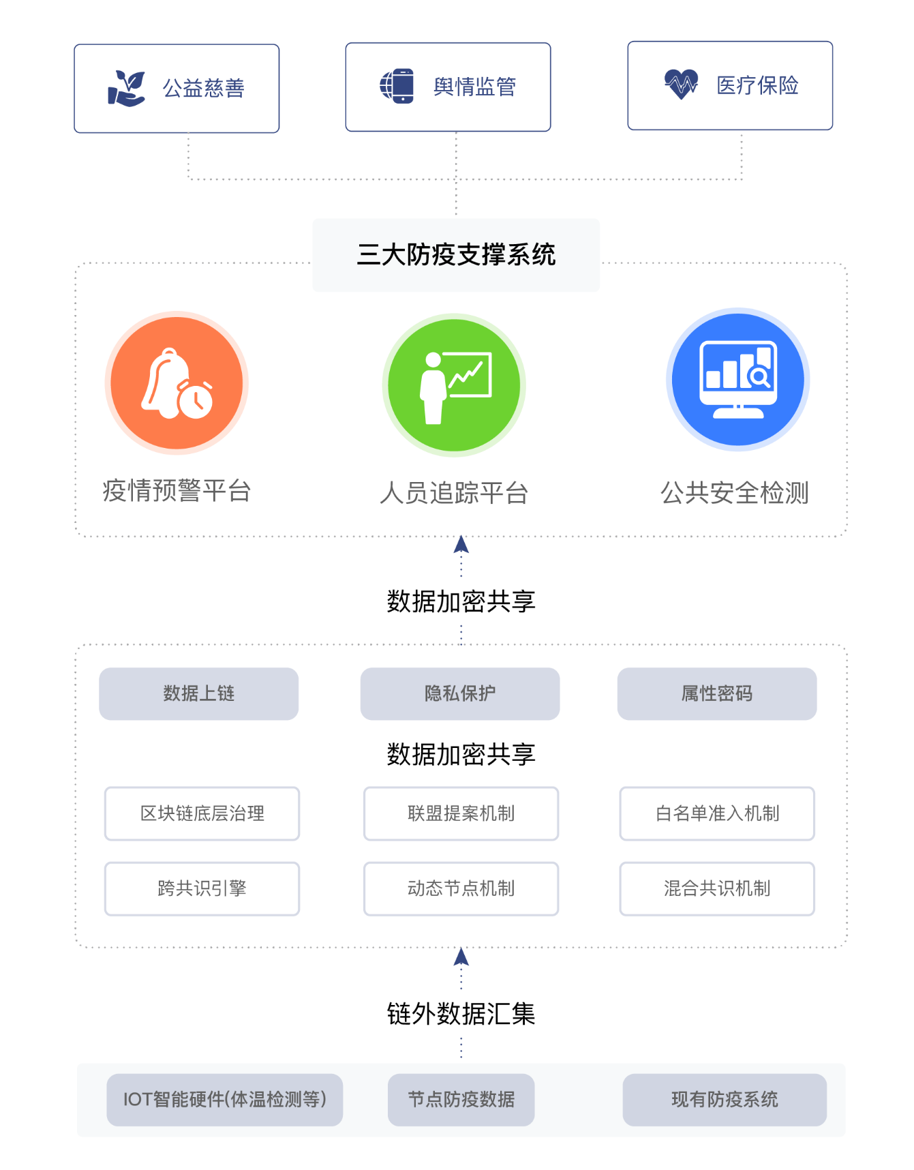 公益慈善
舆情监管
医疗保险
三大防疫支撑系统
疫情预警平台
人员追踪平台
公共安全检测
数据加密共享
数据上链
隐私保护
属性密码
数据加密共享
区块链底层治理
联盟提案机制
白名单准入机制
跨共识引擎
动态节点机制
混合共识机制
链外数据汇集
IOT智能硬件(体温检测等)
节点防疫数据
现有防疫系统